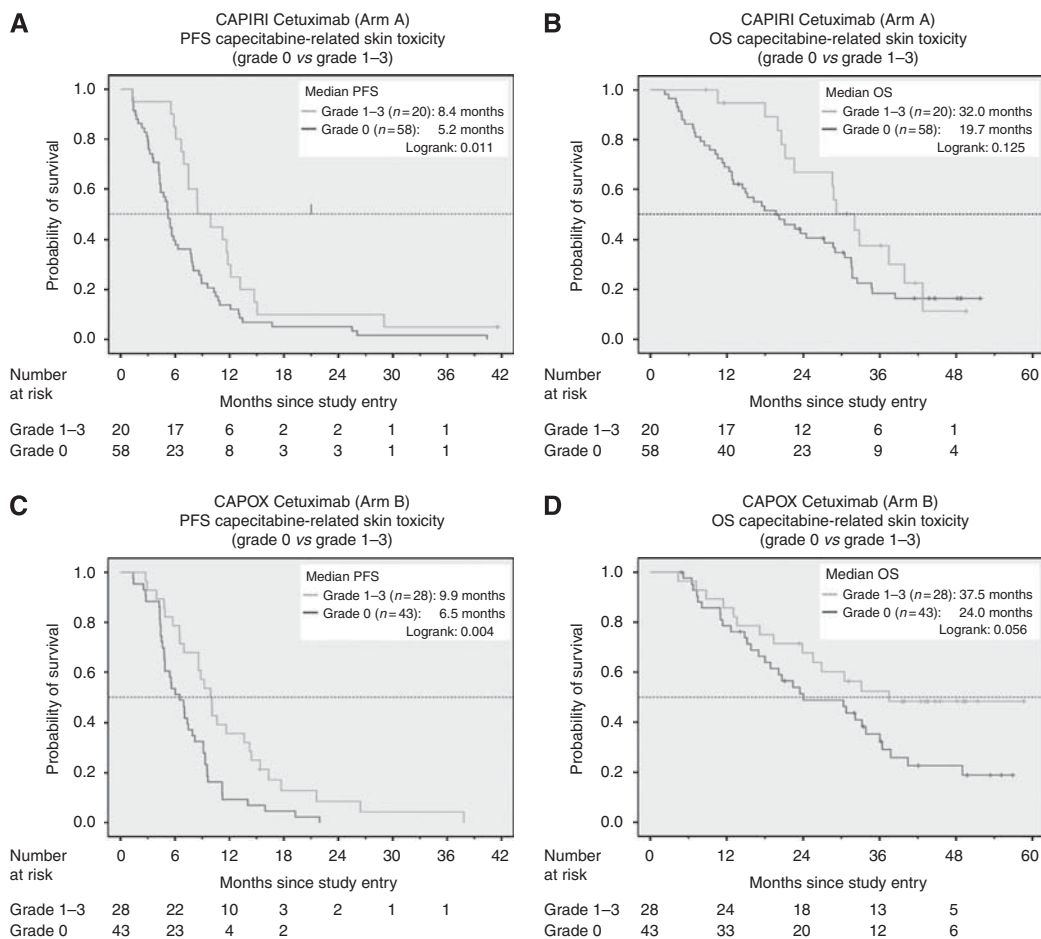 A
CAPIRI Cetuximab (Arm A)
PFS capecitabine-related skin toxicity
(grade 0 vs grade 1–3)
Median PFS
Grade 1–3 (n=20): 8.4 months
Grade 0 (n=58): 5.2 months
Logrank: 0.011
Probability of survival
1.0
0.8
0.6
0.4
0.2
0.0
Number at risk
0 6 12 18 24 30 36 42
Months since study entry
Grade 1–3 20 17 6 2 2 1 1
Grade 0 58 23 8 3 3 1 1
B
CAPIRI Cetuximab (Arm A)
OS capecitabine-related skin toxicity
(grade 0 vs grade 1–3)
Median OS
Grade 1–3 (n=20): 32.0 months
Grade 0 (n=58): 19.7 months
Logrank: 0.125
Probability of survival
1.0
0.8
0.6
0.4
0.2
0.0
Number at risk
0 12 24 36 48 60
Months since study entry
Grade 1–3 20 17 12 6 1
Grade 0 58 40 23 9 4
C
CAPOX Cetuximab (Arm B)
PFS capecitabine-related skin toxicity
(grade 0 vs grade 1–3)
Median PFS
Grade 1–3 (n=28): 9.9 months
Grade 0 (n=43): 6.5 months
Logrank: 0.004
Probability of survival
1.0
0.8
0.6
0.4
0.2
0.0
Number at risk
0 6 12 18 24 30 36 42
Months since study entry
Grade 1–3 28 22 10 3 2 1 1
Grade 0 43 23 4 2
D
CAPOX Cetuximab (Arm B)
OS capecitabine-related skin toxicity
(grade 0 vs grade 1–3)
Median OS
Grade 1–3 (n=28): 37.5 months
Grade 0 (n=43): 24.0 months
Logrank: 0.056
Probability of survival
1.0
0.8
0.6
0.4
0.2
0.0
Number at risk
0 12 24 36 48 60
Months since study entry
Grade 1–3 28 24 18 13 5
Grade 0 43 33 20 12 6